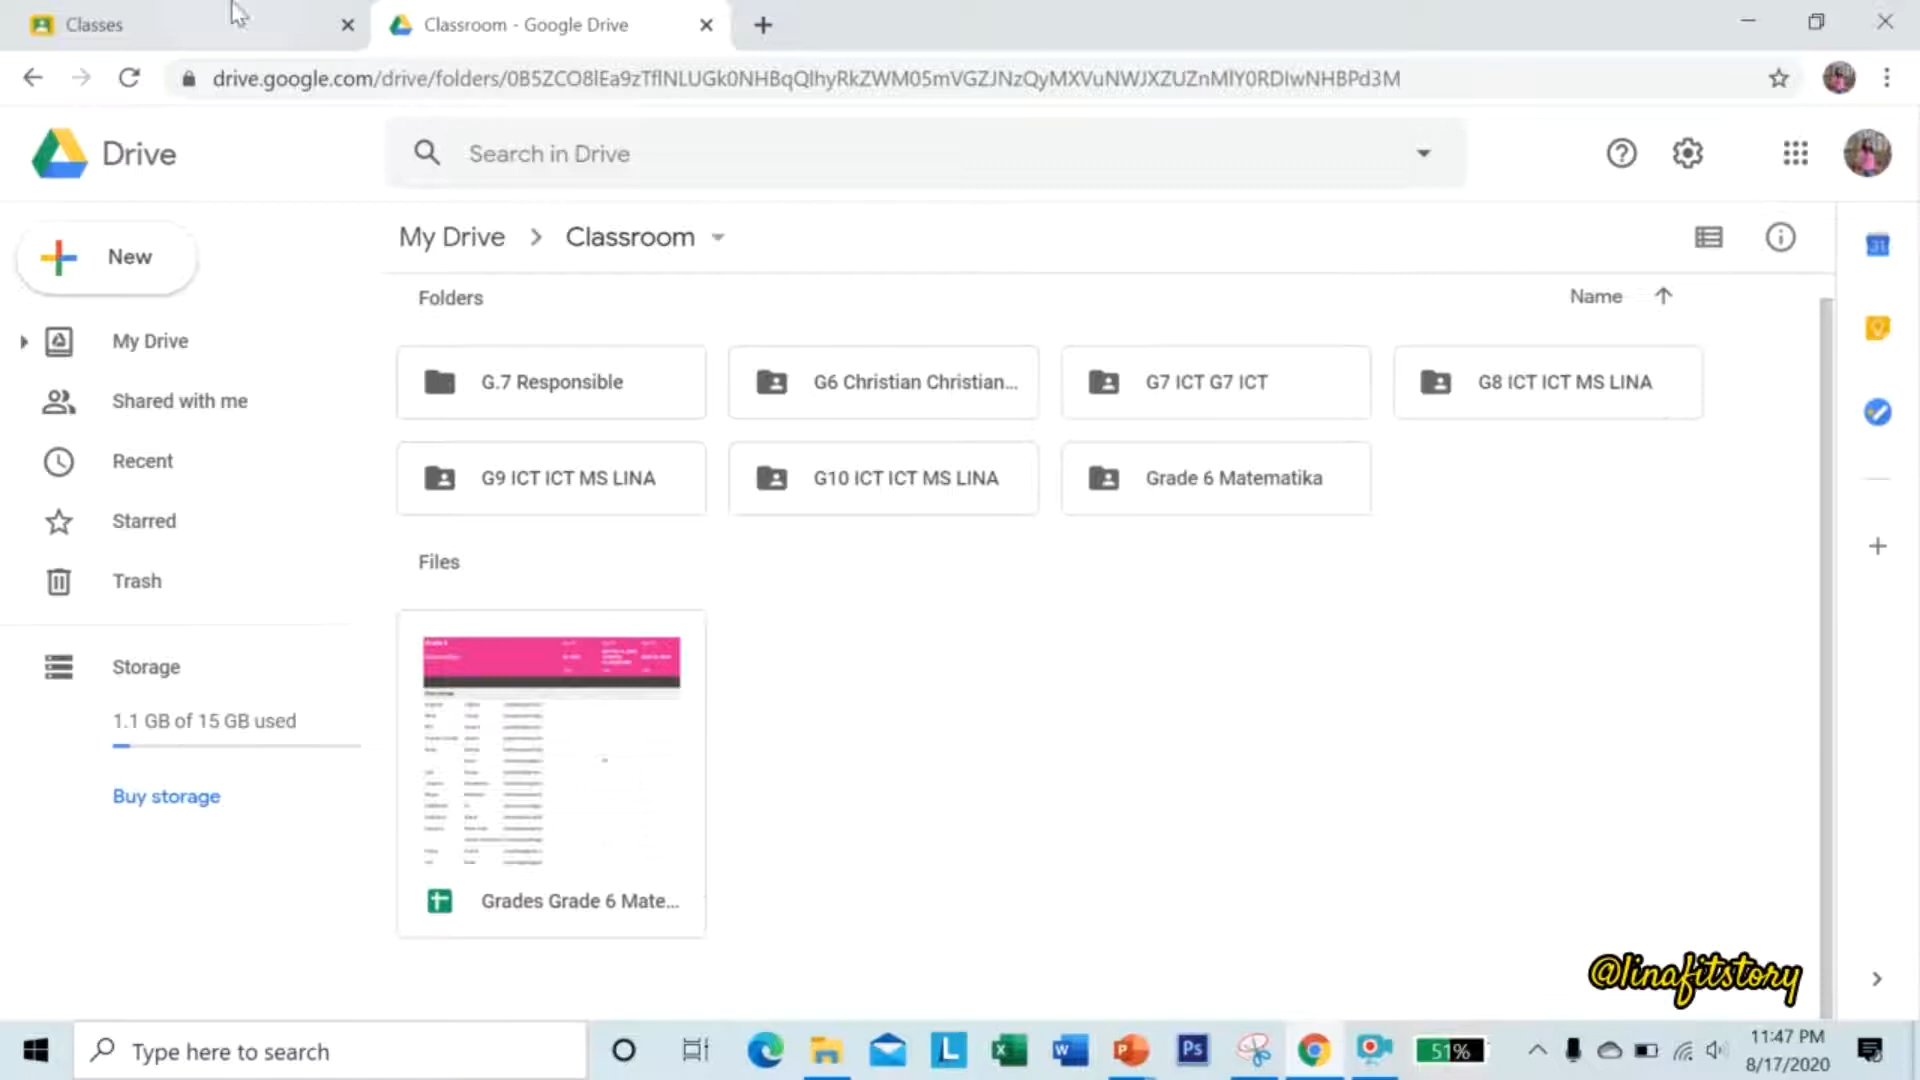 Classes
Classroom - Google Drive
drive.google.com/drive/folders/0B5ZCO8lEa9zTflNLUGk0NHBqQlhyRkZWM05mVGZJNzQyMXVuNWJXZUZnMlY0RDIwNHBPd3M
Drive
Search in Drive
New
My Drive
Shared with me
Recent
Starred
Trash
Storage
1.1 GB of 15 GB used
Buy storage
My Drive > Classroom
Folders
Name
G.7 Responsible
G6 Christian Christian...
G7 ICT G7 ICT
G8 ICT ICT MS LINA
G9 ICT ICT MS LINA
G10 ICT ICT MS LINA
Grade 6 Matematika
Files
Grades Grade 6 Mate...
31
@linafitstory
Type here to search
51%
11:47 PM
8/17/2020